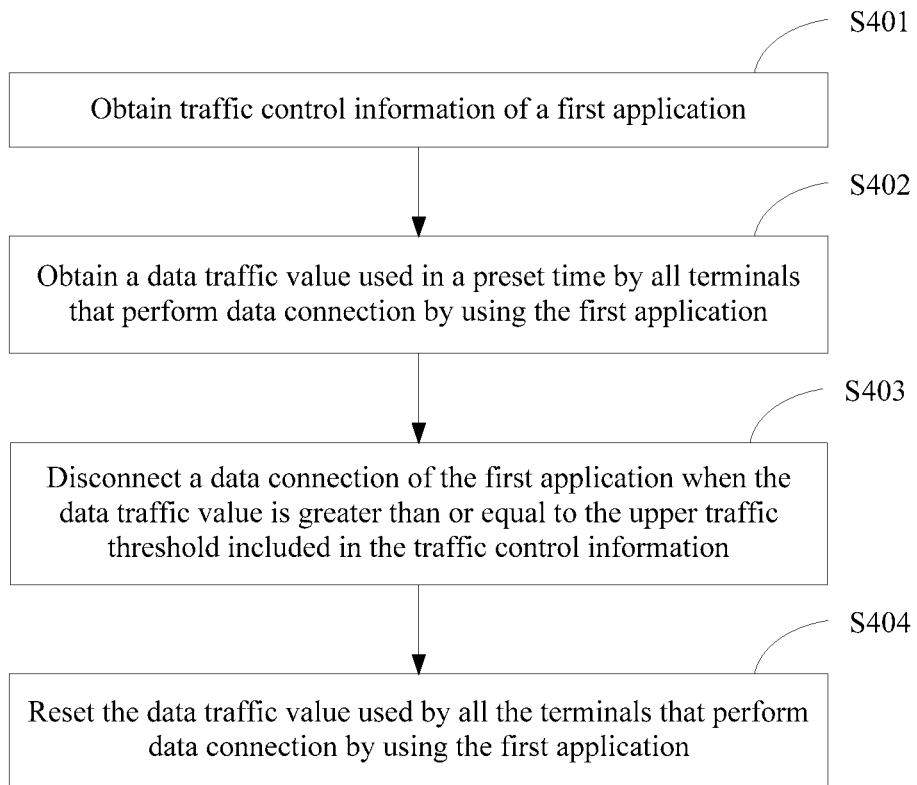 S401
Obtain traffic control information of a first application
S402
Obtain a data traffic value used in a preset time by all terminals
that perform data connection by using the first application
S403
Disconnect a data connection of the first application when the
data traffic value is greater than or equal to the upper traffic
threshold included in the traffic control information
S404
Reset the data traffic value used by all the terminals that perform
data connection by using the first application